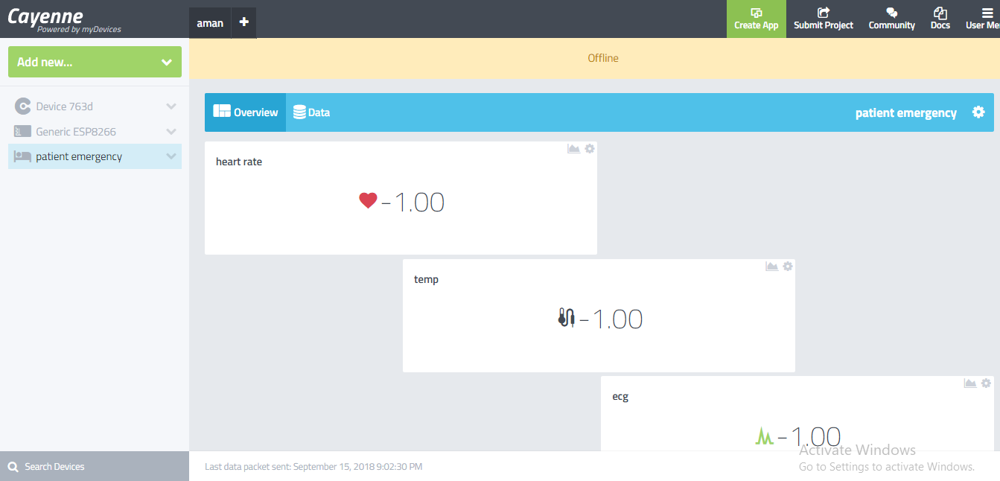 Cayenne
Powered by myDevices
aman
+
Create App
Submit Project
Community
Docs
User Me
Add new...
Offline
Device 763d
Generic ESP8266
patient emergency
Overview
Data
patient emergency
heart rate
-1.00
temp
-1.00
ecg
-1.00
Activate Windows
Go to Settings to activate Windows.
Search Devices
Last data packet sent: September 15, 2018 9:02:30 PM